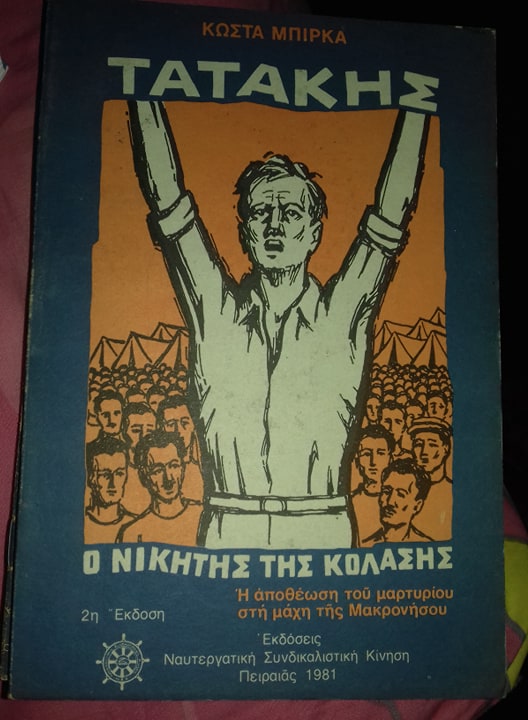 ΚΩΣΤΑ ΜΠΙΡΚΑ
ΤΑΤΑΚΗΣ
Ο ΝΙΚΗΤΗΣ ΤΗΣ ΚΟΛΑΣΗΣ
Ἡ ἀποθέωση τοῦ μαρτυρίου
στή μάχη τῆς Μακρονήσου
2η Ἔκδοση
Ἐκδόσεις
Ναυτεργατική Συνδικαλιστική Κίνηση
Πειραιᾶς 1981